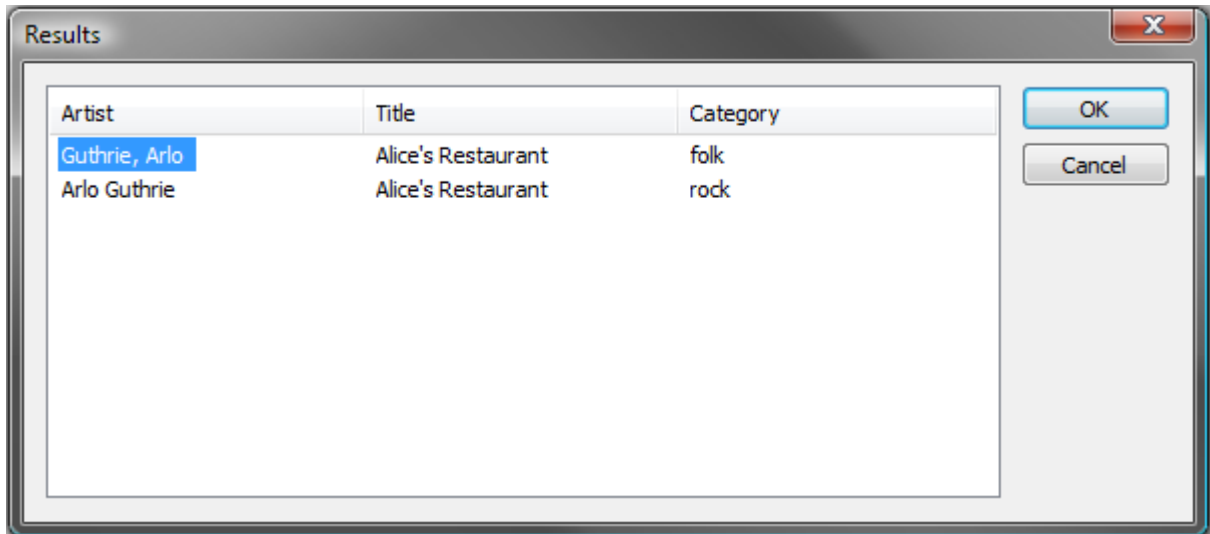 Results
Artist Title Category OK
Guthrie, Arlo Alice's Restaurant folk Cancel
Arlo Guthrie Alice's Restaurant rock